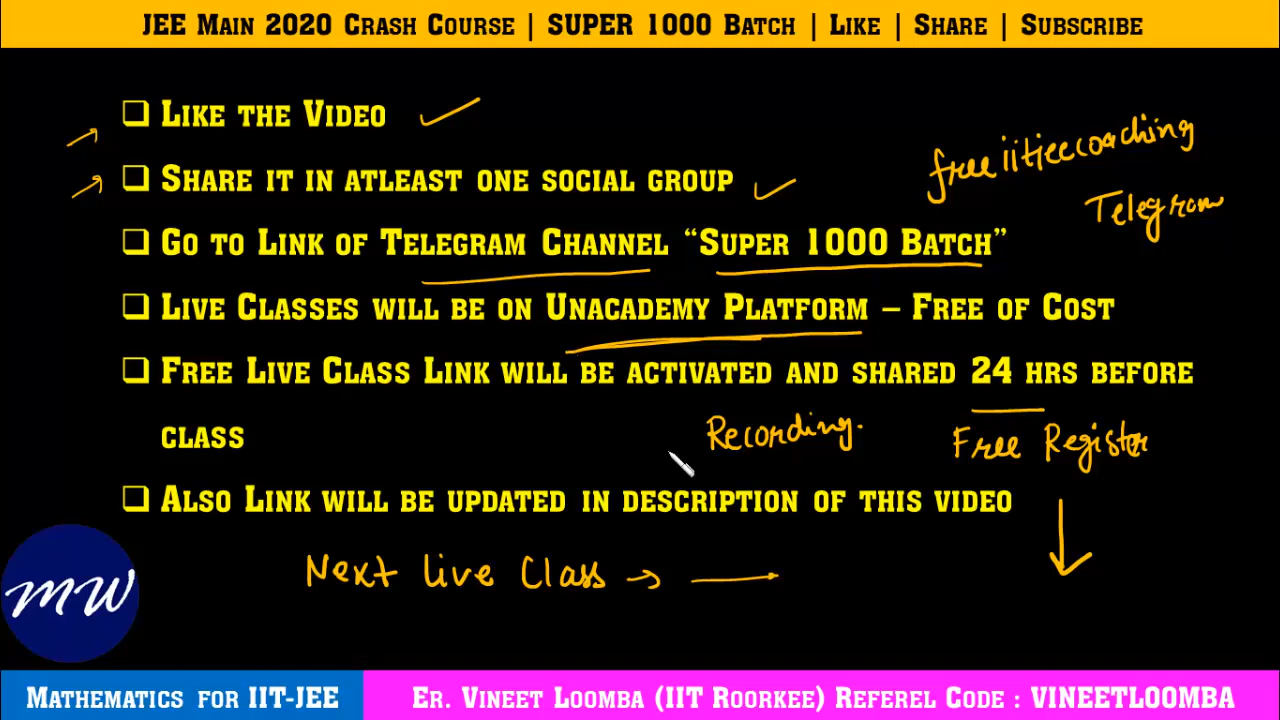 JEE Main 2020 Crash Course | SUPER 1000 Batch | Like | Share | Subscribe
Like the Video
freeiitjeecoaching
Share it in atleast one social group
Telegram
Go to Link of Telegram Channel “Super 1000 Batch”
Live Classes will be on Unacademy Platform – Free of Cost
Free Live Class Link will be activated and shared 24 hrs before
class
Recording.
Free Register
Also Link will be updated in description of this video
Next Live Class →
MW
Mathematics for IIT-JEE
Er. Vineet Loomba (IIT Roorkee) Referel Code : VINEETLOOMBA